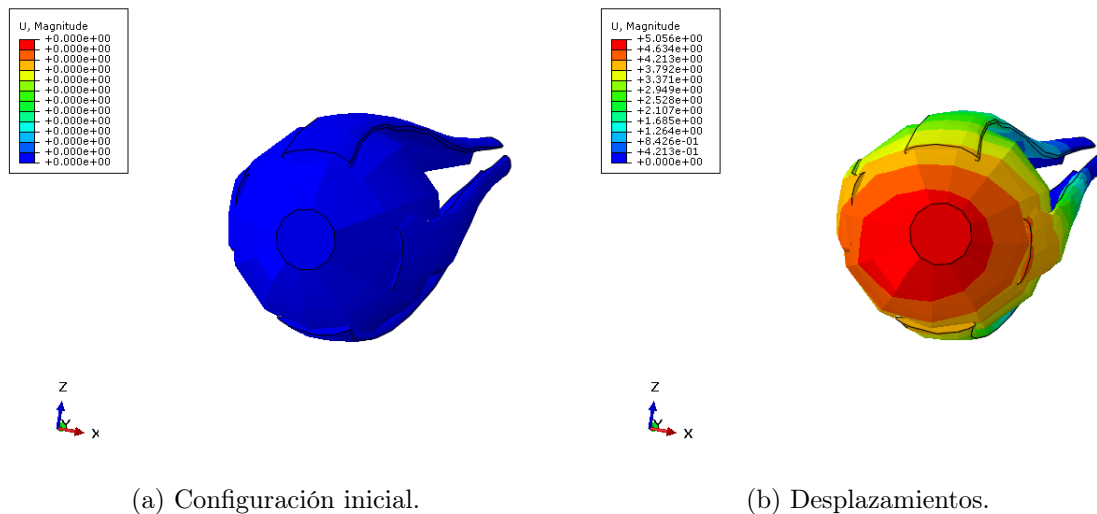 U, Magnitude
+0.000e+00
+0.000e+00
+0.000e+00
+0.000e+00
+0.000e+00
+0.000e+00
+0.000e+00
+0.000e+00
+0.000e+00
+0.000e+00
+0.000e+00
+0.000e+00
+0.000e+00
Z
Y
X
(a) Configuración inicial.
U, Magnitude
+5.056e+00
+4.634e+00
+4.213e+00
+3.792e+00
+3.371e+00
+2.949e+00
+2.528e+00
+2.107e+00
+1.685e+00
+1.264e+00
+8.426e-01
+4.213e-01
+0.000e+00
Z
Y
X
(b) Desplazamientos.